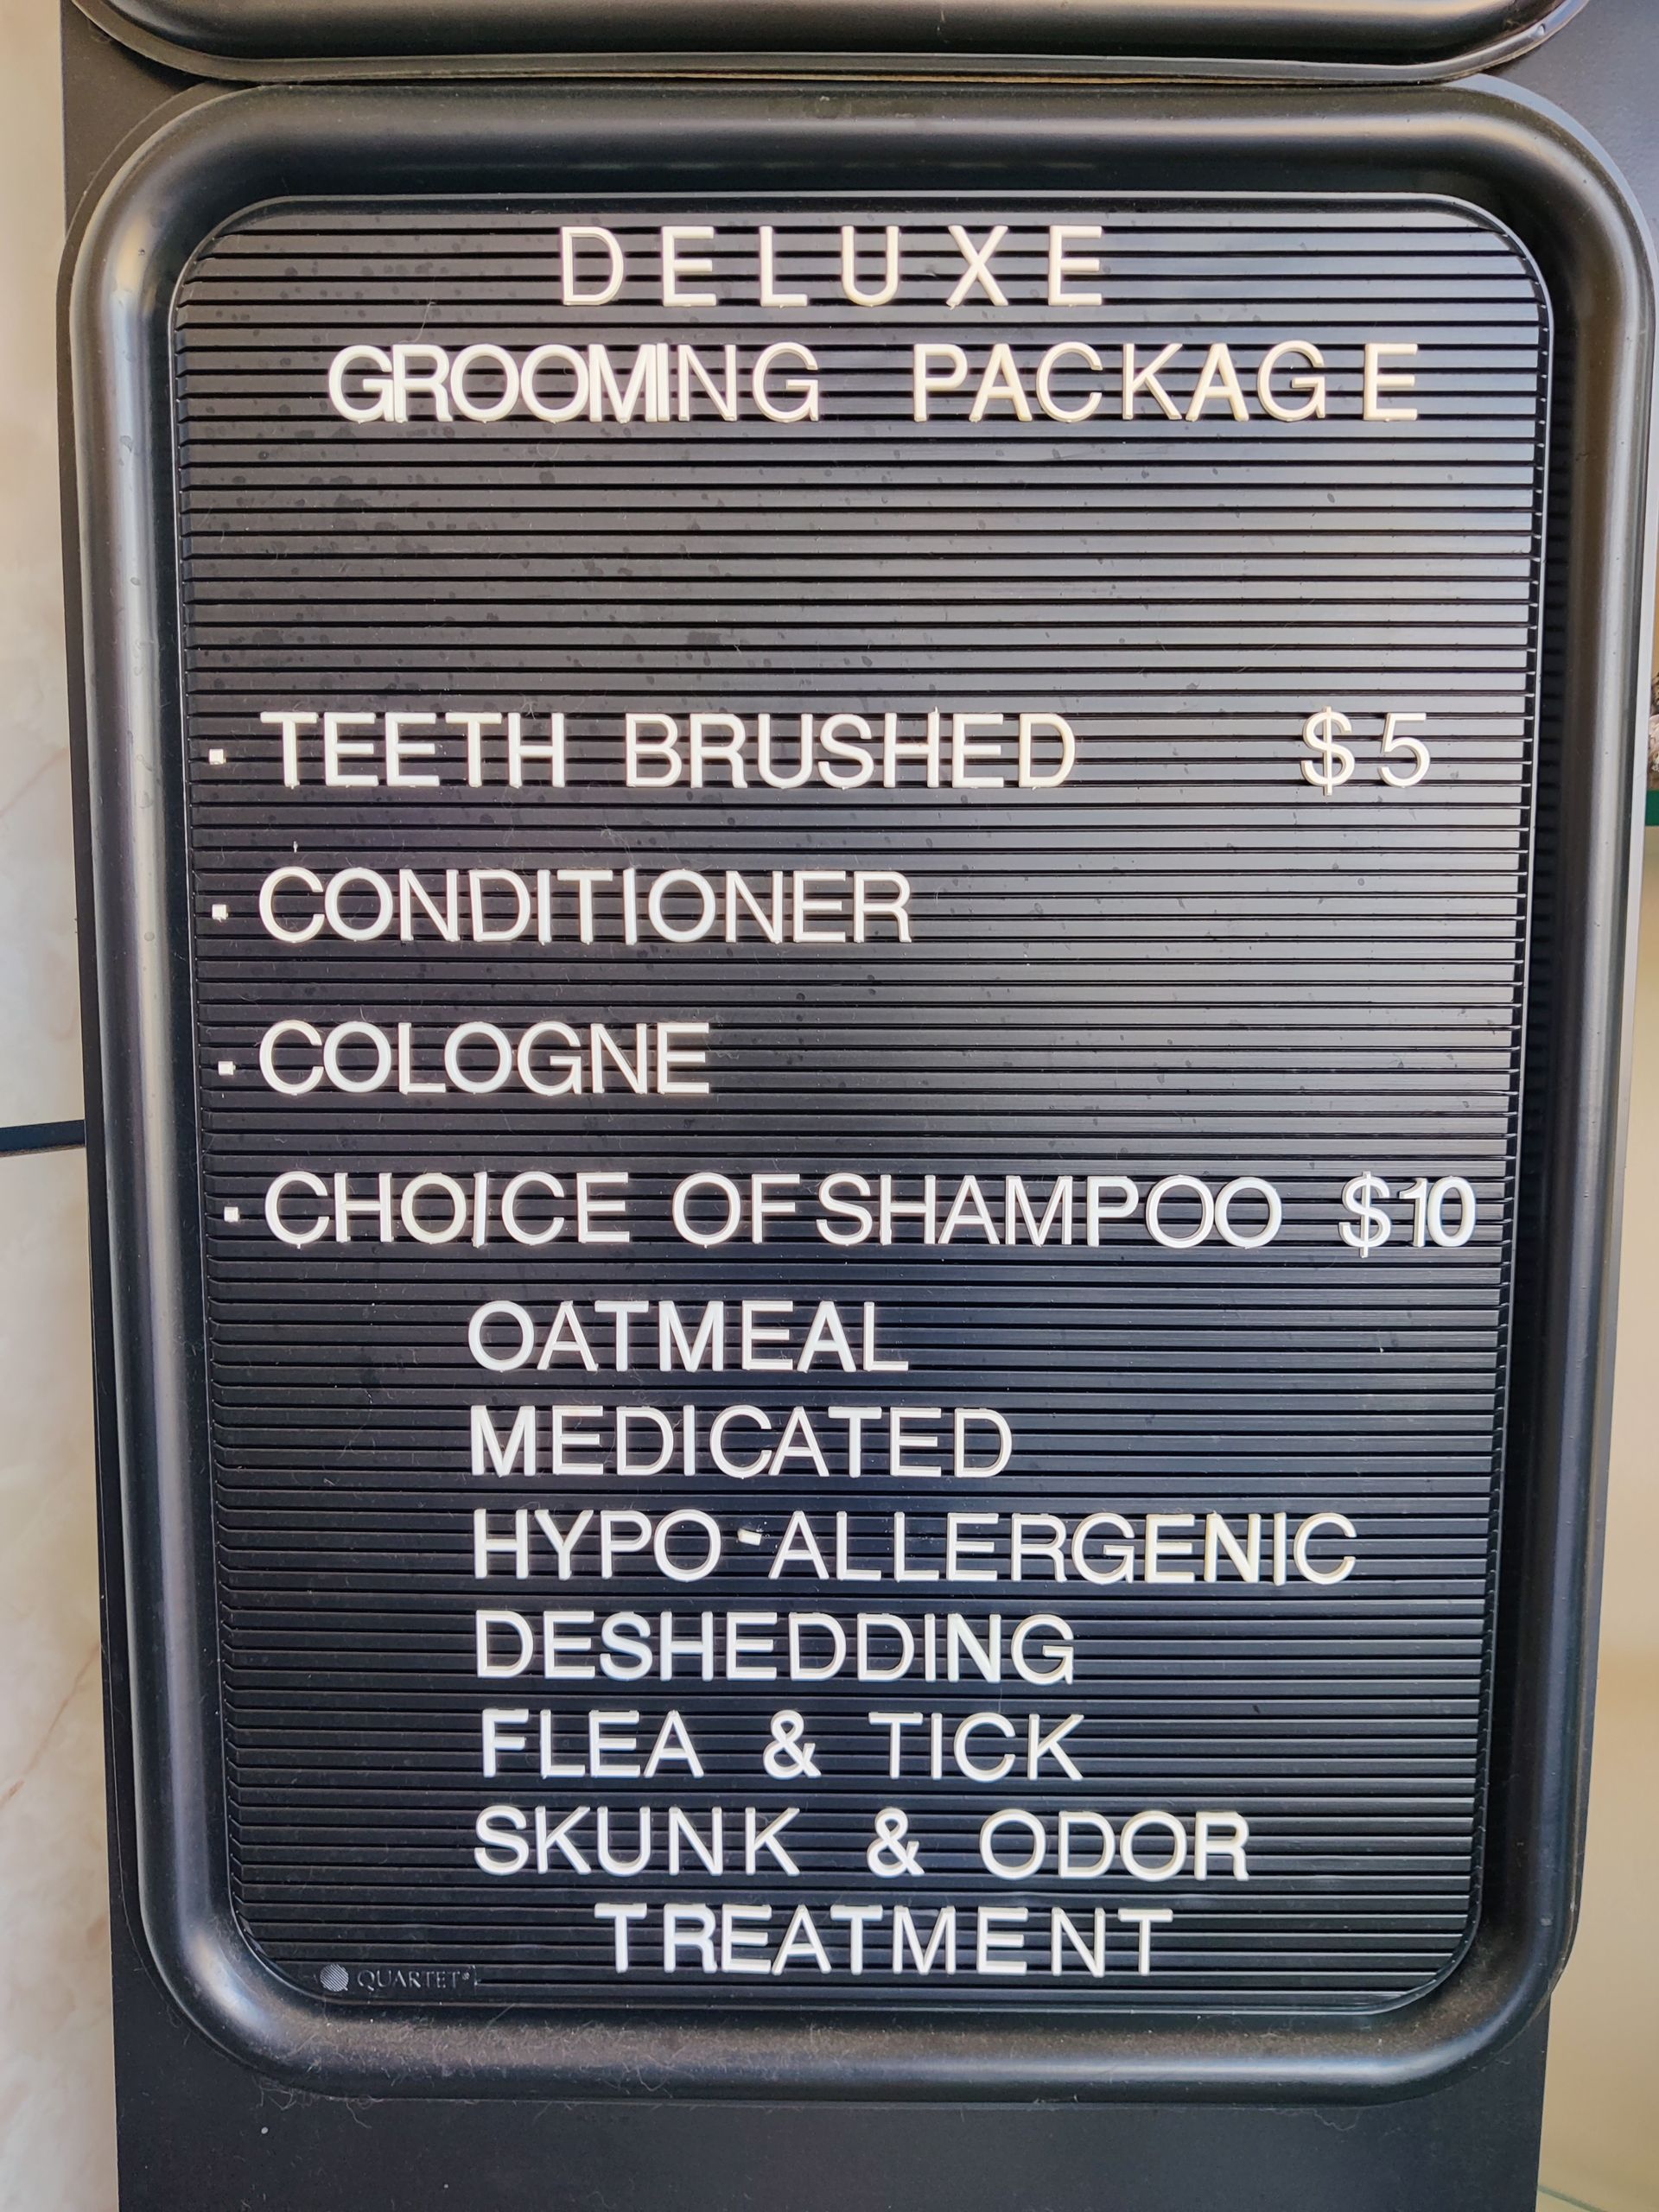 DELUXE
GROOMING PACKAGE
· TEETH BRUSHED $5
· CONDITIONER
· COLOGNE
· CHOICE OF SHAMPOO $10
OATMEAL
MEDICATED
HYPO-ALLERGENIC
DESHEDDING
FLEA & TICK
SKUNK & ODOR
TREATMENT
QUARTET®